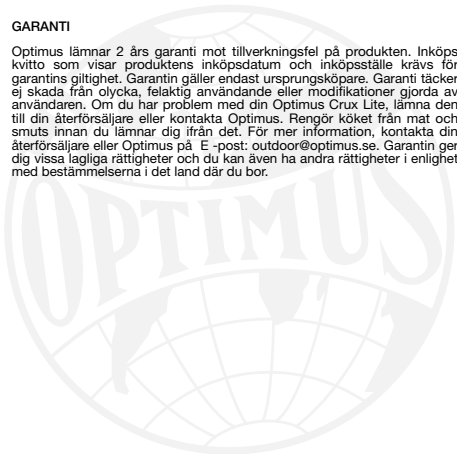 GARANTI
Optimus lämnar 2 års garanti mot tillverkningsfel på produkten. Inköps
kvitto som visar produktens inköpsdatum och inköpsställe krävs för
garantins giltighet. Garantin gäller endast ursprungsköpare. Garanti täcker
ej skada från olycka, felaktig användande eller modifikationer gjorda av
användaren. Om du har problem med din Optimus Crux Lite, lämna den
till din återförsäljare eller kontakta Optimus. Rengör köket från mat och
smuts innan du lämnar dig ifrån det. För mer information, kontakta din
återförsäljare eller Optimus på E -post: outdoor@optimus.se. Garantin ger
dig vissa lagliga rättigheter och du kan även ha andra rättigheter i enlighet
med bestämmelserna i det land där du bor.
OPTIMUS